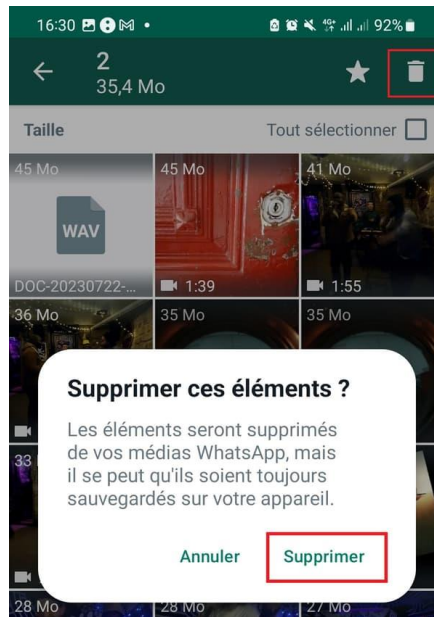 16:30 92%
2
35,4 Mo
Taille Tout sélectionner
45 Mo 45 Mo 41 Mo
WAV
DOC-20230722-... 1:39 1:55
36 Mo 35 Mo 35 Mo
Supprimer ces éléments ?
Les éléments seront supprimés
de vos médias WhatsApp, mais
il se peut qu'ils soient toujours
sauvegardés sur votre appareil.
33
Annuler Supprimer
28 Mo 28 Mo 27 Mo